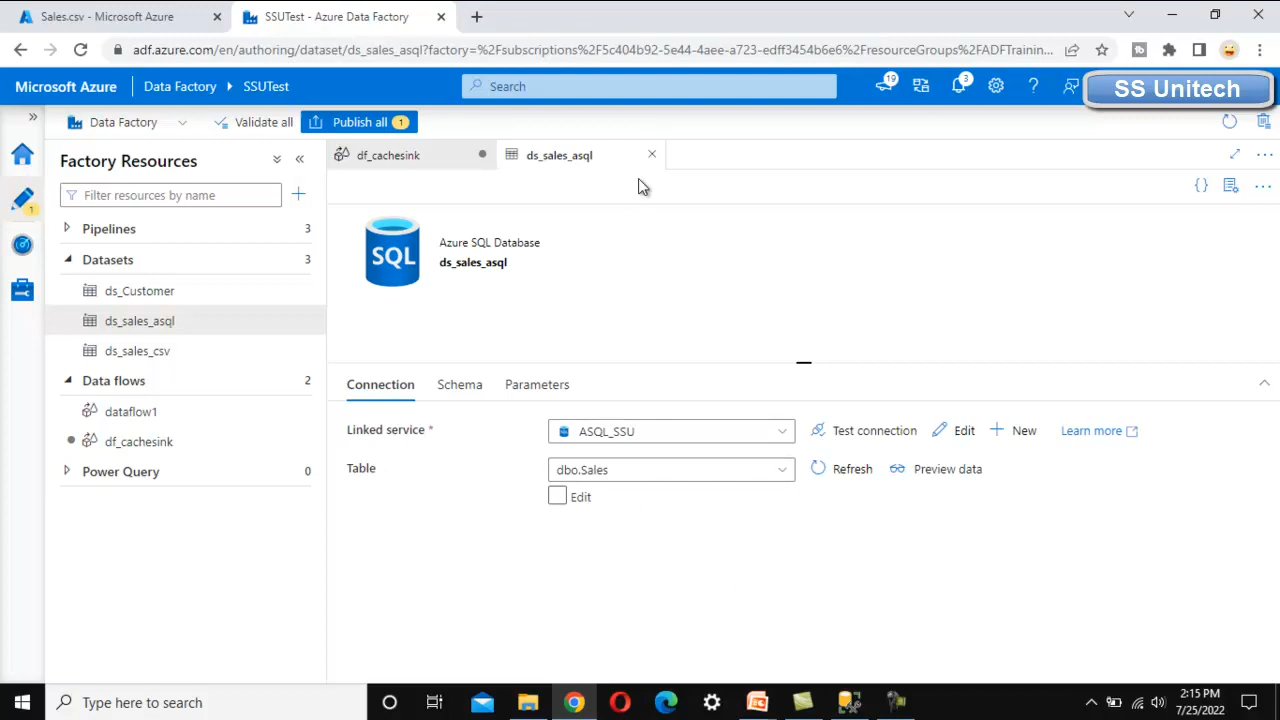 Sales.csv - Microsoft Azure
SSUTest - Azure Data Factory
adf.azure.com/en/authoring/dataset/ds_sales_asql?factory=%2Fsubscriptions%2F5c404b92-5e44-4aee-a723-edff3454b6e6%2FresourceGroups%2FADFTrainin...
Microsoft Azure
Data Factory
SSUTest
Search
19
3
SS Unitech
Data Factory
Validate all
Publish all
1
Factory Resources
df_cachesink
ds_sales_asql
Filter resources by name
1
Pipelines
3
Datasets
3
ds_Customer
ds_sales_asql
ds_sales_csv
Data flows
2
dataflow1
df_cachesink
Power Query
0
SQL
Azure SQL Database
ds_sales_asql
Connection
Schema
Parameters
Linked service *
ASQL_SSU
Test connection
Edit
New
Learn more
Table
dbo.Sales
Refresh
Preview data
Edit
Type here to search
2:15 PM
7/25/2022